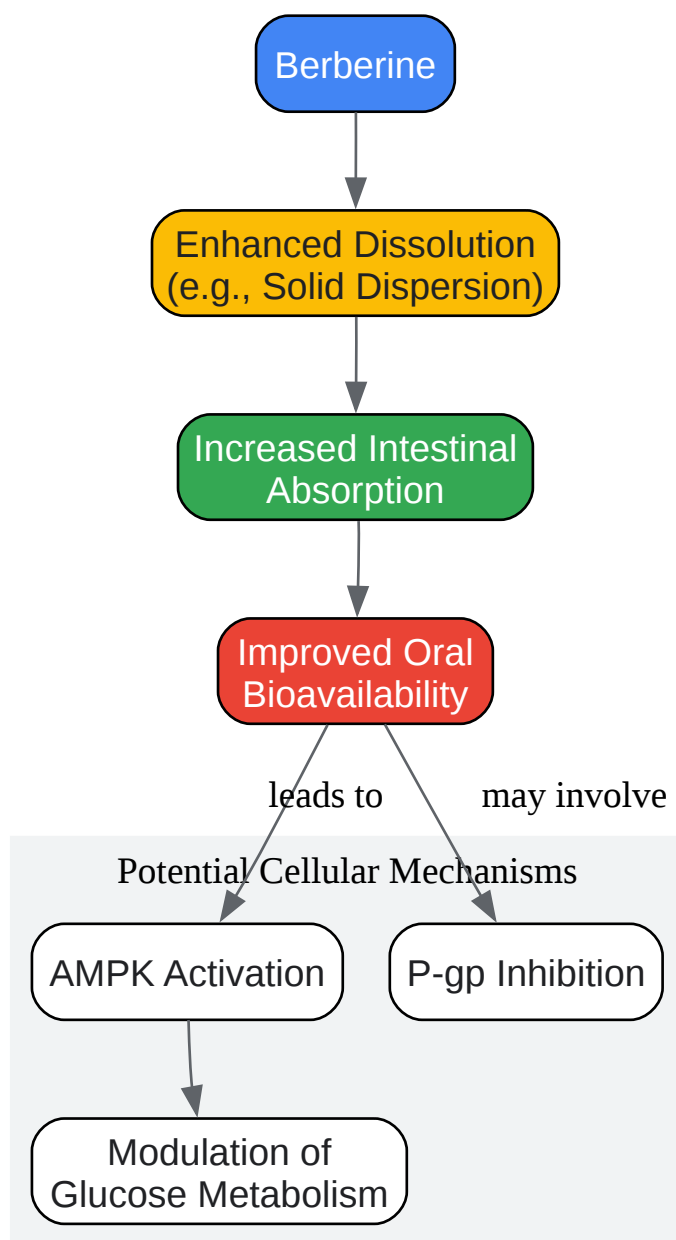 Berberine
Enhanced Dissolution
(e.g., Solid Dispersion)
Increased Intestinal
Absorption
Improved Oral
Bioavailability
leads to
may involve
Potential Cellular Mechanisms
AMPK Activation
P-gp Inhibition
Modulation of
Glucose Metabolism